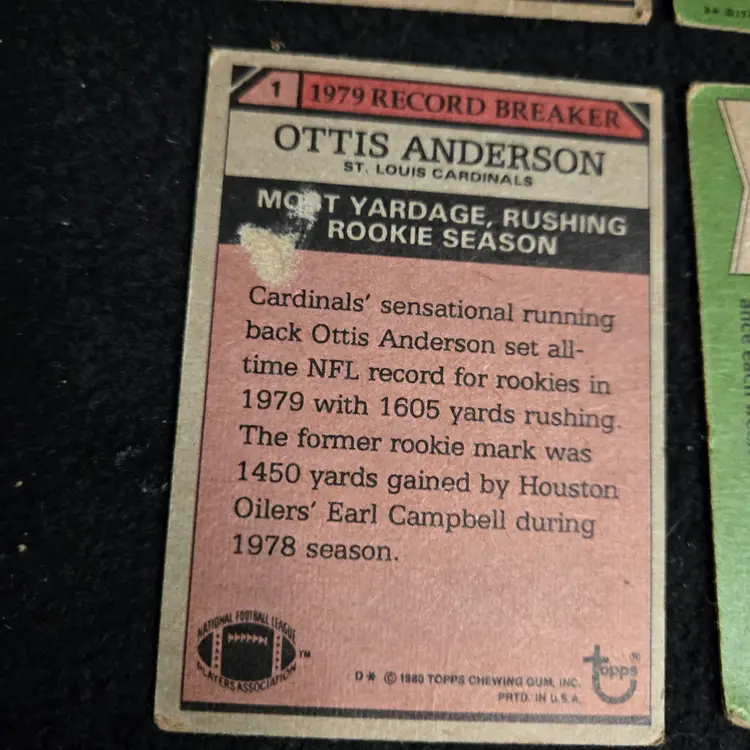 1 1979 RECORD BREAKER
OTTIS ANDERSON
ST. LOUIS CARDINALS
MOST YARDAGE, RUSHING
ROOKIE SEASON
Cardinals' sensational running
back Ottis Anderson set all-
time NFL record for rookies in
1979 with 1605 yards rushing.
The former rookie mark was
1450 yards gained by Houston
Oilers' Earl Campbell during
1978 season.
NATIONAL FOOTBALL LEAGUE
PLAYERS ASSOCIATION
TM
D* © 1980 TOPPS CHEWING GUM, INC.
PRTD. IN U.S.A.
topps ®